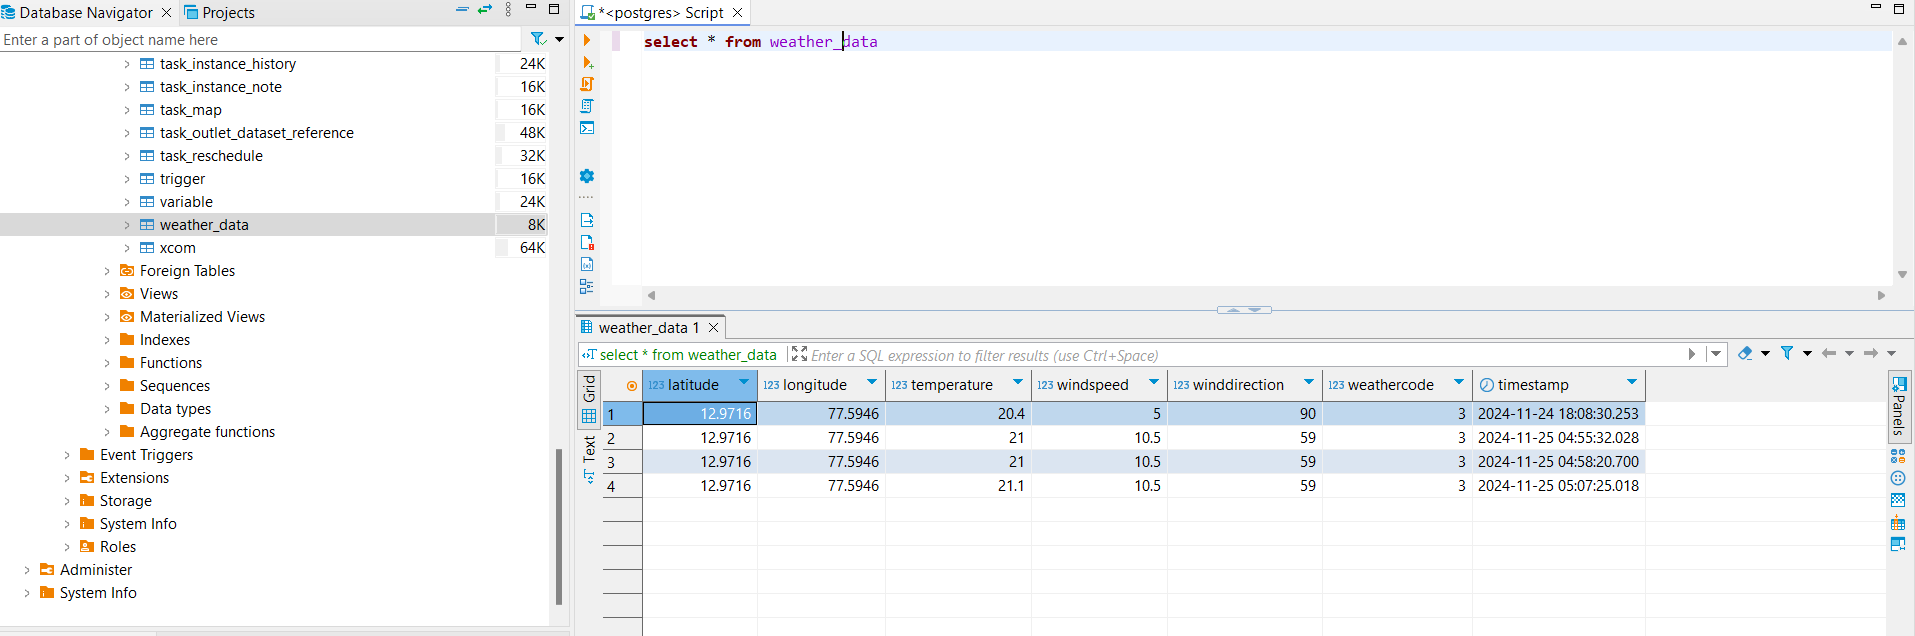 Database Navigator
Projects
Enter a part of object name here
task_instance_history 24K
task_instance_note 16K
task_map 16K
task_outlet_dataset_reference 48K
task_reschedule 32K
trigger 16K
variable 24K
weather_data 8K
xcom 64K
Foreign Tables
Views
Materialized Views
Indexes
Functions
Sequences
Data types
Aggregate functions
Event Triggers
Extensions
Storage
System Info
Roles
Administer
System Info
*<postgres> Script
select * from weather_data
weather_data 1
select * from weather_data
Enter a SQL expression to filter results (use Ctrl+Space)
Grid
Text
123 latitude 123 longitude 123 temperature 123 windspeed 123 winddirection 123 weathercode timestamp
1 12.9716 77.5946 20.4 5 90 3 2024-11-24 18:08:30.253
2 12.9716 77.5946 21 10.5 59 3 2024-11-25 04:55:32.028
3 12.9716 77.5946 21 10.5 59 3 2024-11-25 04:58:20.700
4 12.9716 77.5946 21.1 10.5 59 3 2024-11-25 05:07:25.018
Panels